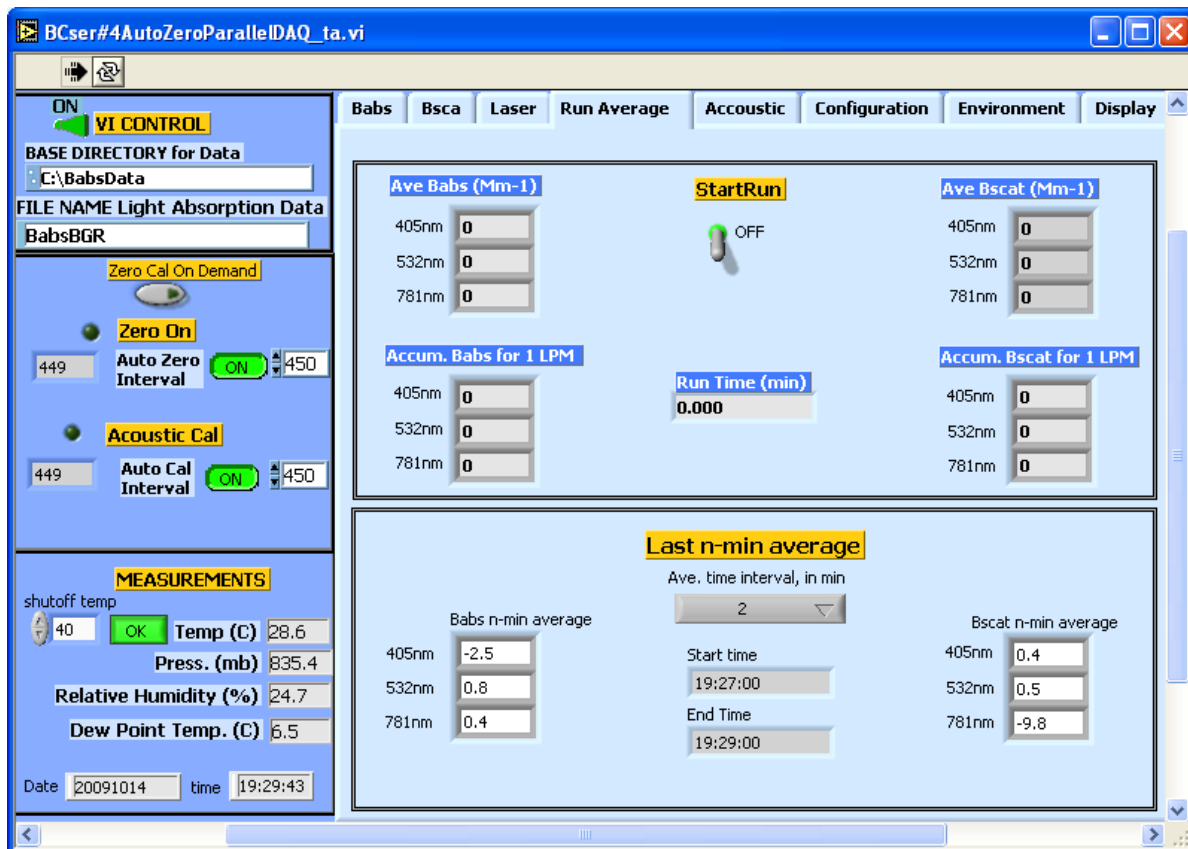 BCser#4AutoZeroParallelDAQ_ta.vi
ON
VI CONTROL
BASE DIRECTORY for Data
C:\BabsData
FILE NAME Light Absorption Data
BabsBGR
Zero Cal On Demand
Zero On
449
Auto Zero
Interval
ON
450
Acoustic Cal
449
Auto Cal
Interval
ON
450
MEASUREMENTS
shutoff temp
40
OK
Temp (C) 28.6
Press. (mb) 835.4
Relative Humidity (%) 24.7
Dew Point Temp. (C) 6.5
Date 20091014 time 19:29:43
Babs Bsca Laser Run Average Accoustic Configuration Environment Display
Ave Babs (Mm-1)
405nm 0
532nm 0
781nm 0
StartRun
OFF
Ave Bscat (Mm-1)
405nm 0
532nm 0
781nm 0
Accum. Babs for 1 LPM
405nm 0
532nm 0
781nm 0
Run Time (min)
0.000
Accum. Bscat for 1 LPM
405nm 0
532nm 0
781nm 0
Last n-min average
Ave. time interval, in min
2
Babs n-min average
405nm -2.5
532nm 0.8
781nm 0.4
Start time
19:27:00
End Time
19:29:00
Bscat n-min average
405nm 0.4
532nm 0.5
781nm -9.8